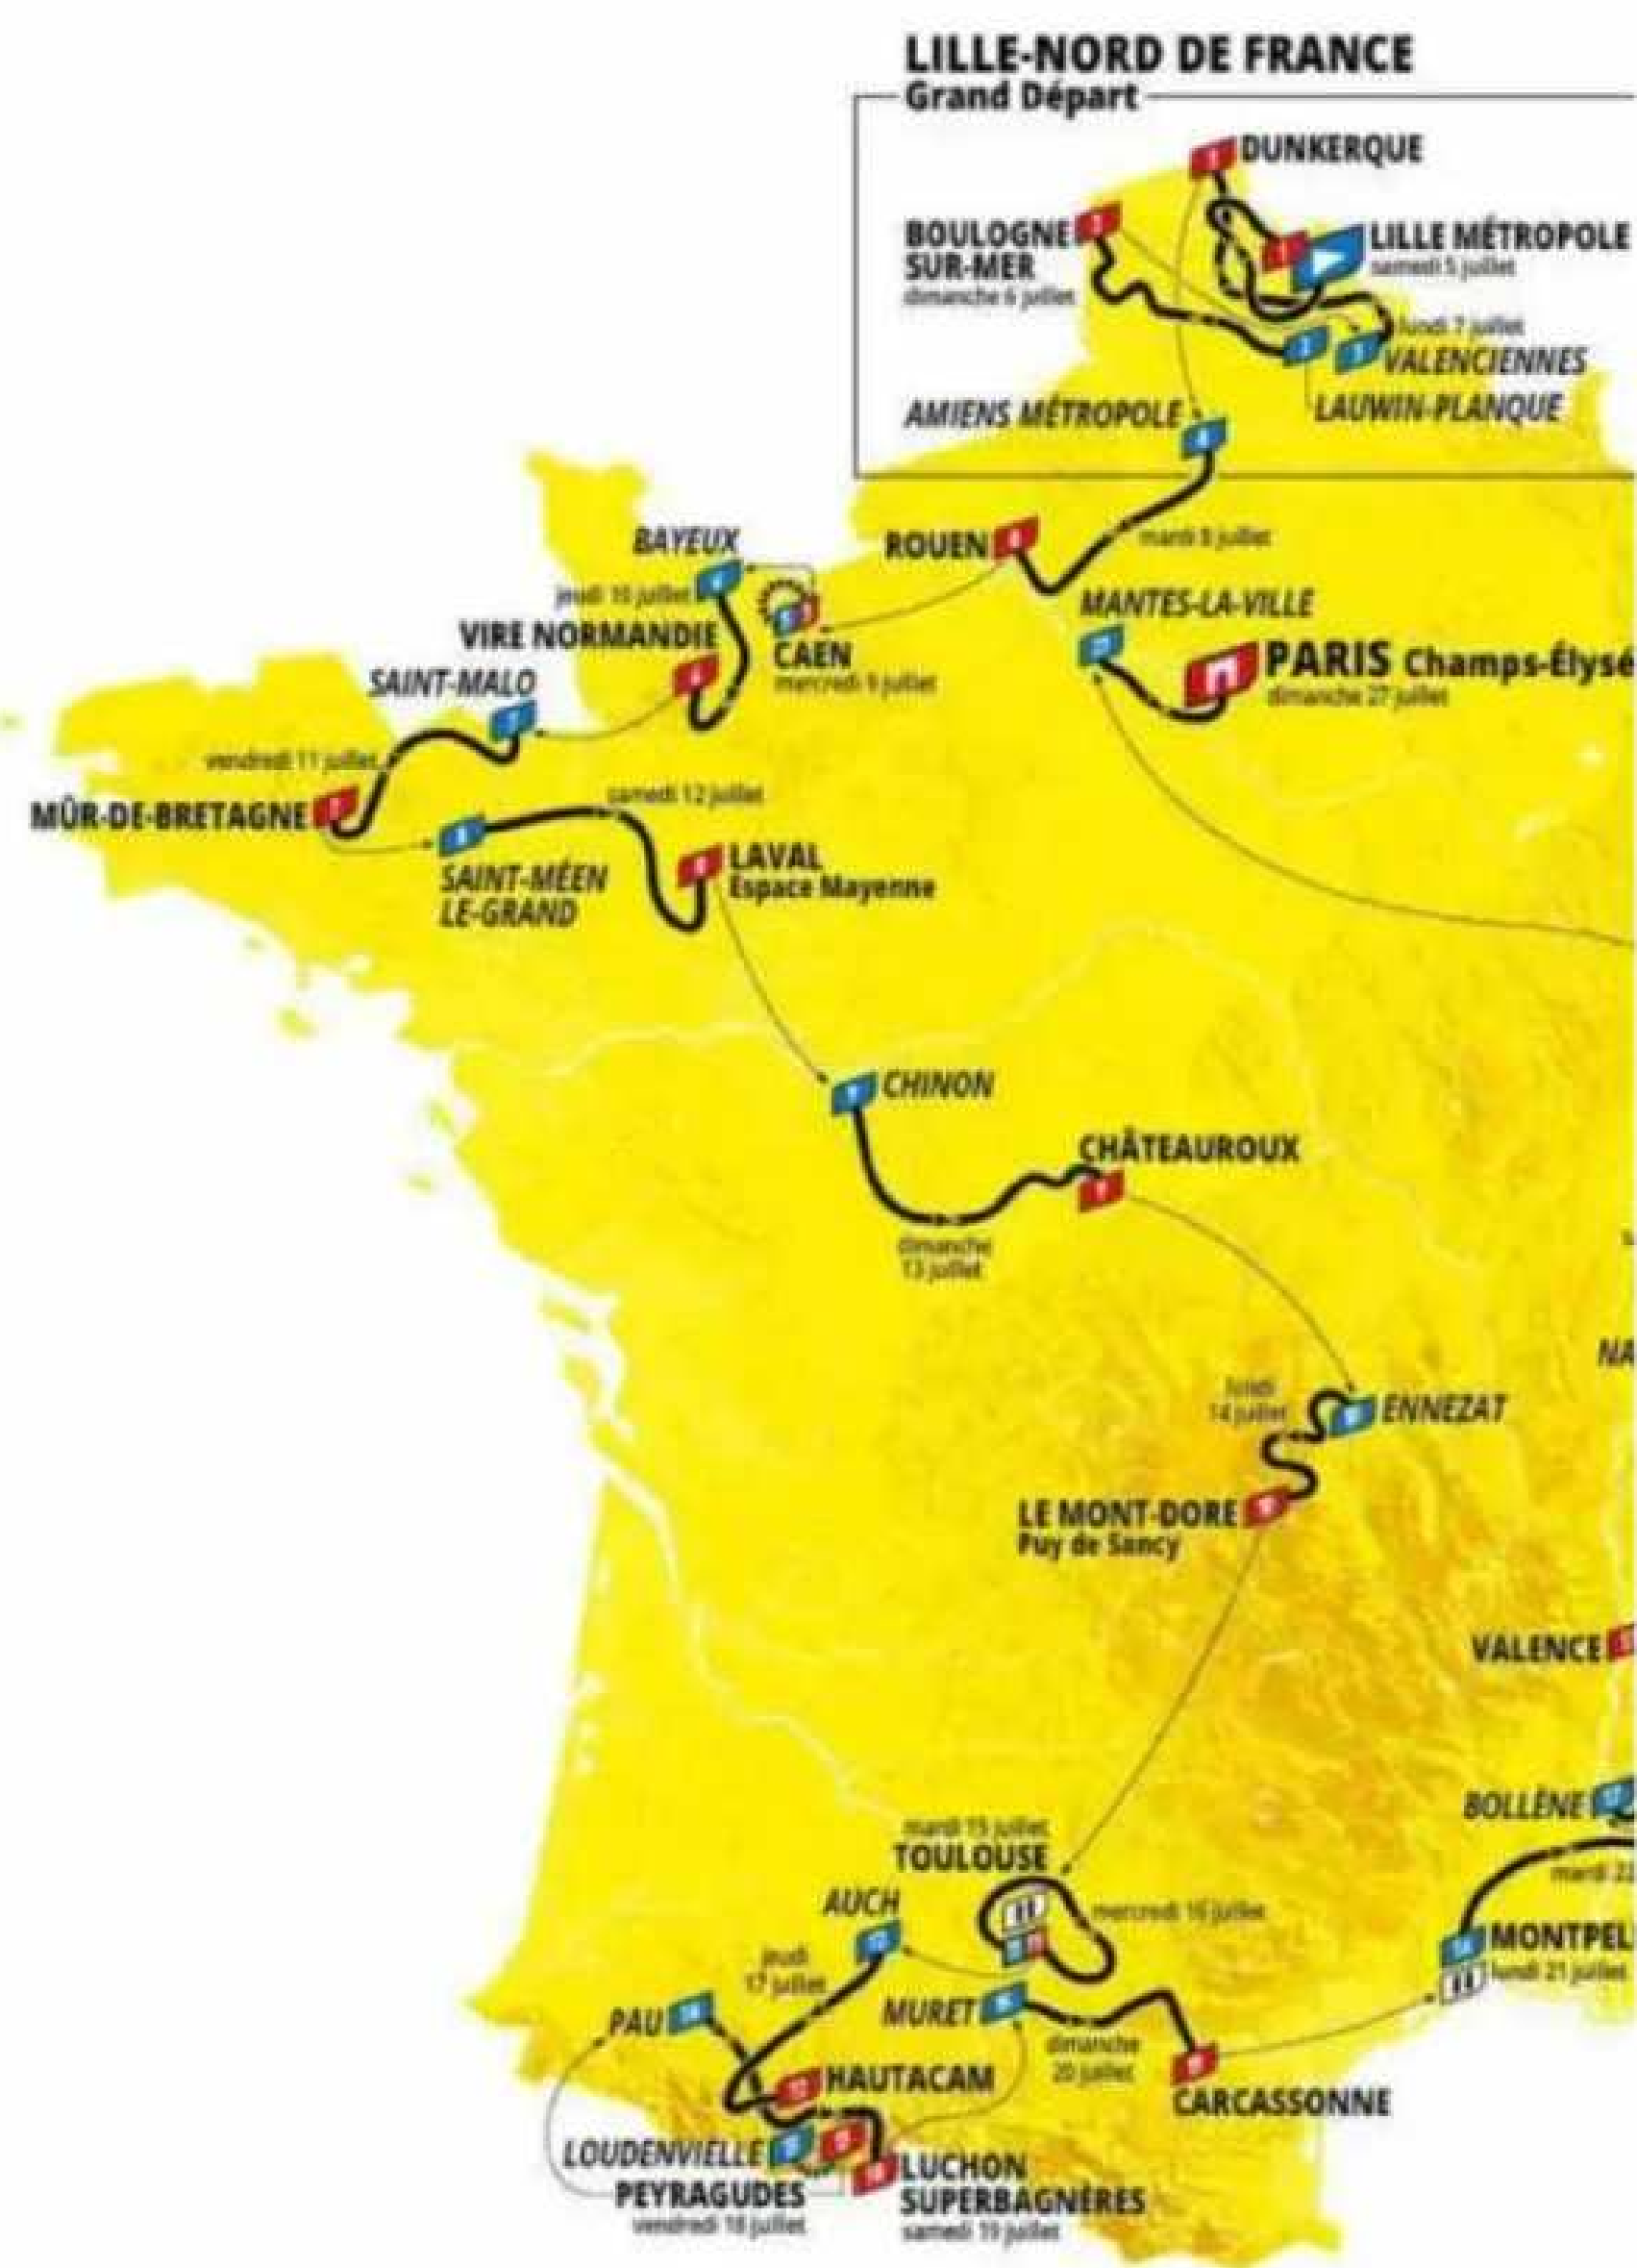 LILLE-NORD DE FRANCE
Grand Départ
DUNKERQUE
BOULOGNE
SUR-MER
dimanche 6 juillet
LILLE MÉTROPOLE
samedi 5 juillet
lundi 7 juillet
VALENCIENNES
LAUWIN-PLANQUE
AMIENS MÉTROPOLE
mardi 8 juillet
ROUEN
BAYEUX
jeudi 10 juillet
VIRE NORMANDIE
CAEN
mercredi 9 juillet
MANTES-LA-VILLE
PARIS Champs-Élysé
dimanche 27 juillet
SAINT-MALO
vendredi 11 juillet
MÛR-DE-BRETAGNE
samedi 12 juillet
SAINT-MÉEN
LE-GRAND
LAVAL
Espace Mayenne
CHINON
CHÂTEAUROUX
dimanche
13 juillet
NA
lundi
14 juillet
ENNEZAT
LE MONT-DORE
Puy de Sancy
VALENCE
BOLLÈNE
mardi 22
mardi 15 juillet
TOULOUSE
AUCH
mercredi 16 juillet
MONTPEL
lundi 21 juillet
jeudi
17 juillet
PAU
MURET
dimanche
20 juillet
HAUTACAM
CARCASSONNE
LOUDENVIELLE
PEYRAGUDES
vendredi 18 juillet
LUCHON
SUPERBAGNÈRES
samedi 19 juillet